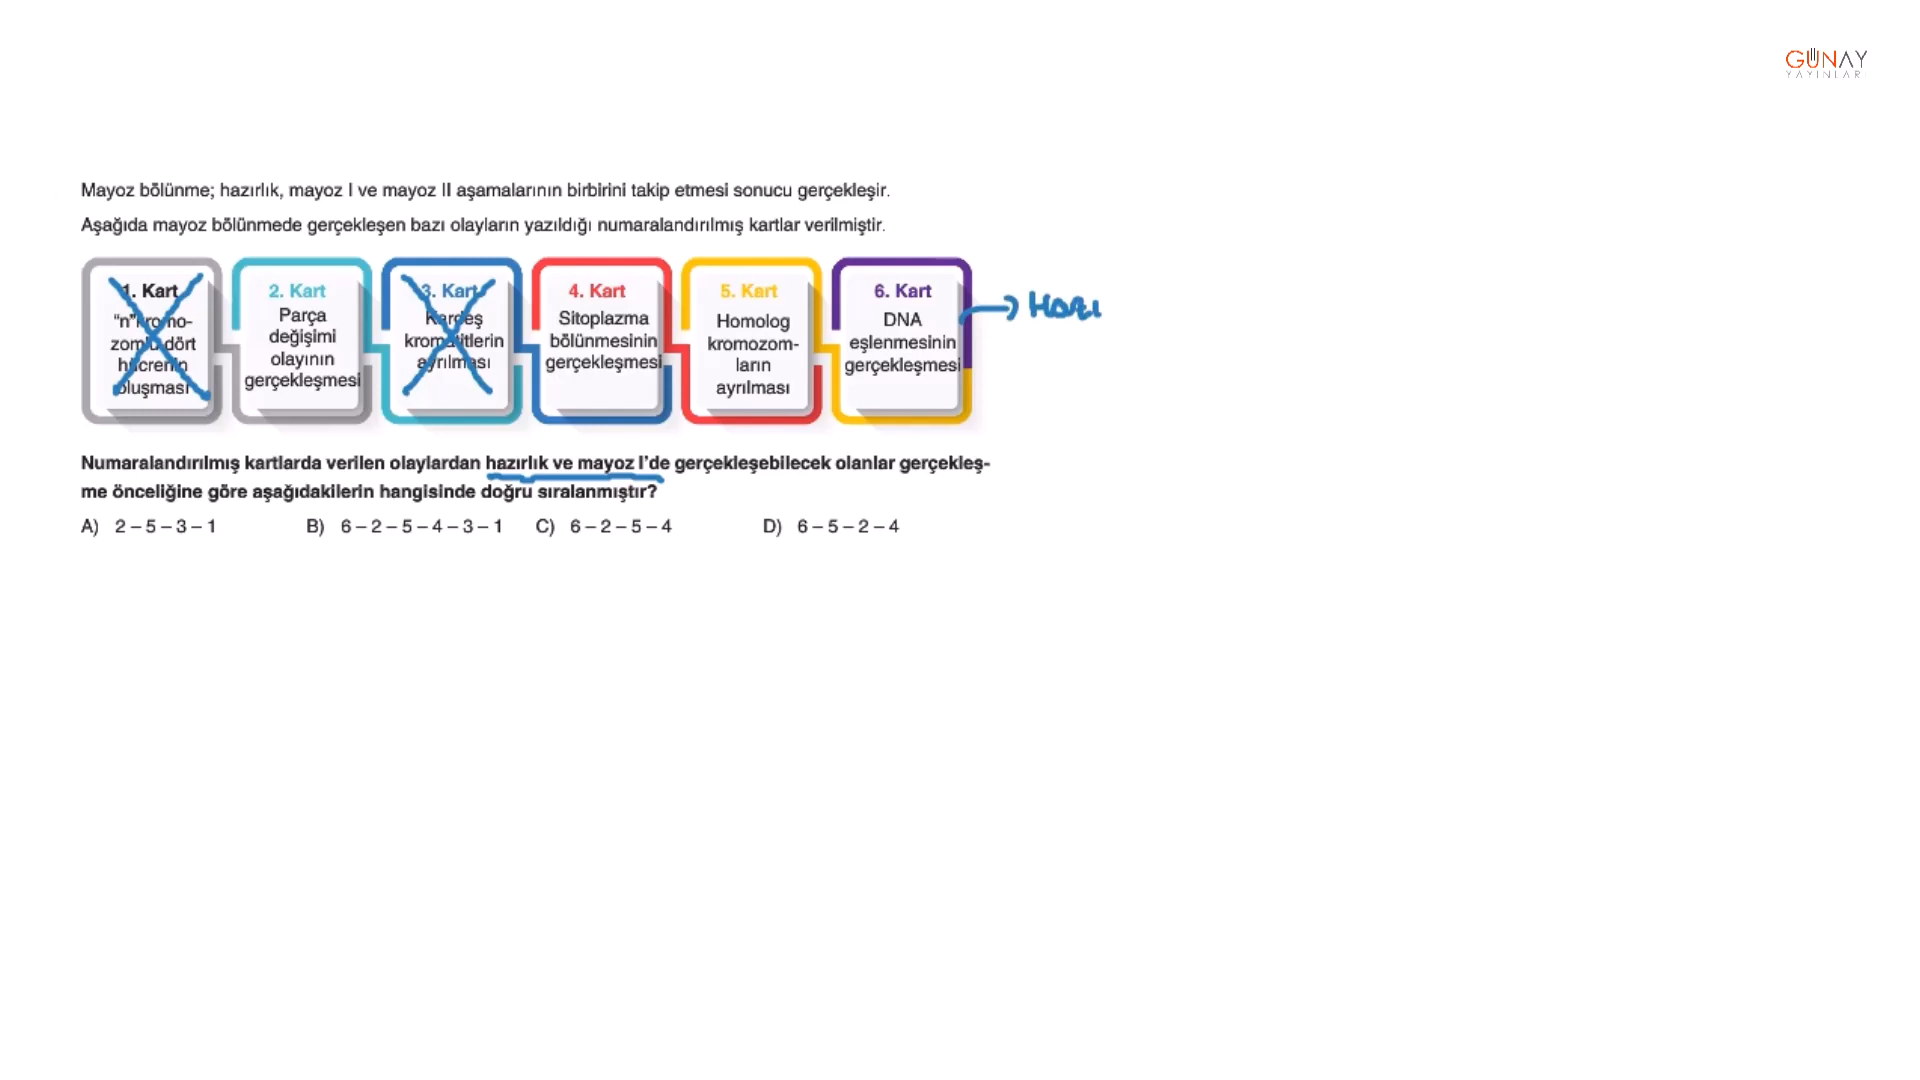 GÜNAY
YAYINLARI
Mayoz bölünme; hazırlık, mayoz I ve mayoz II aşamalarının birbirini takip etmesi sonucu gerçekleşir.
Aşağıda mayoz bölünmede gerçekleşen bazı olayların yazıldığı numaralandırılmış kartlar verilmiştir.
1. Kart
"n" kromo-
zomlu dört
hücrenin
oluşması
2. Kart
Parça
değişimi
olayının
gerçekleşmesi
3. Kart
Kardeş
kromatitlerin
ayrılması
4. Kart
Sitoplazma
bölünmesinin
gerçekleşmesi
5. Kart
Homolog
kromozom-
ların
ayrılması
6. Kart
DNA
eşlenmesinin
gerçekleşmesi
Hazı
Numaralandırılmış kartlarda verilen olaylardan hazırlık ve mayoz I'de gerçekleşebilecek olanlar gerçekleş-
me önceliğine göre aşağıdakilerin hangisinde doğru sıralanmıştır?
A) 2 – 5 – 3 – 1 B) 6 – 2 – 5 – 4 – 3 – 1 C) 6 – 2 – 5 – 4 D) 6 – 5 – 2 – 4